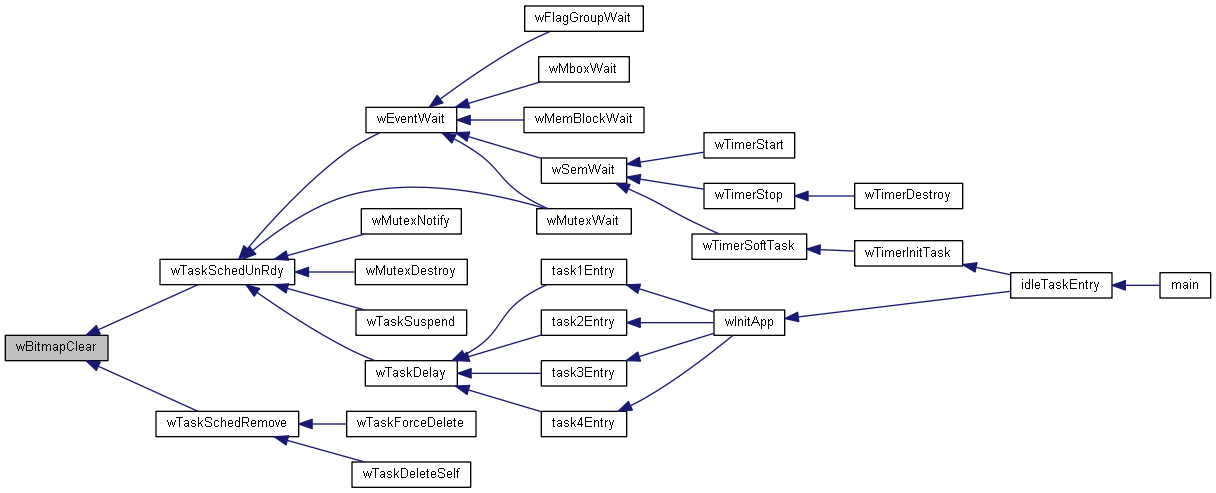 wFlagGroupWait
wMboxWait
wEventWait
wMemBlockWait
wTimerStart
wSemWait
wTimerStop
wTimerDestroy
wMutexNotify
wMutexWait
wTimerSoftTask
wTimerInitTask
wTaskSchedUnRdy
wMutexDestroy
task1Entry
idleTaskEntry
main
wTaskSuspend
task2Entry
wInitApp
wBitmapClear
wTaskDelay
task3Entry
wTaskSchedRemove
wTaskForceDelete
task4Entry
wTaskDeleteSelf